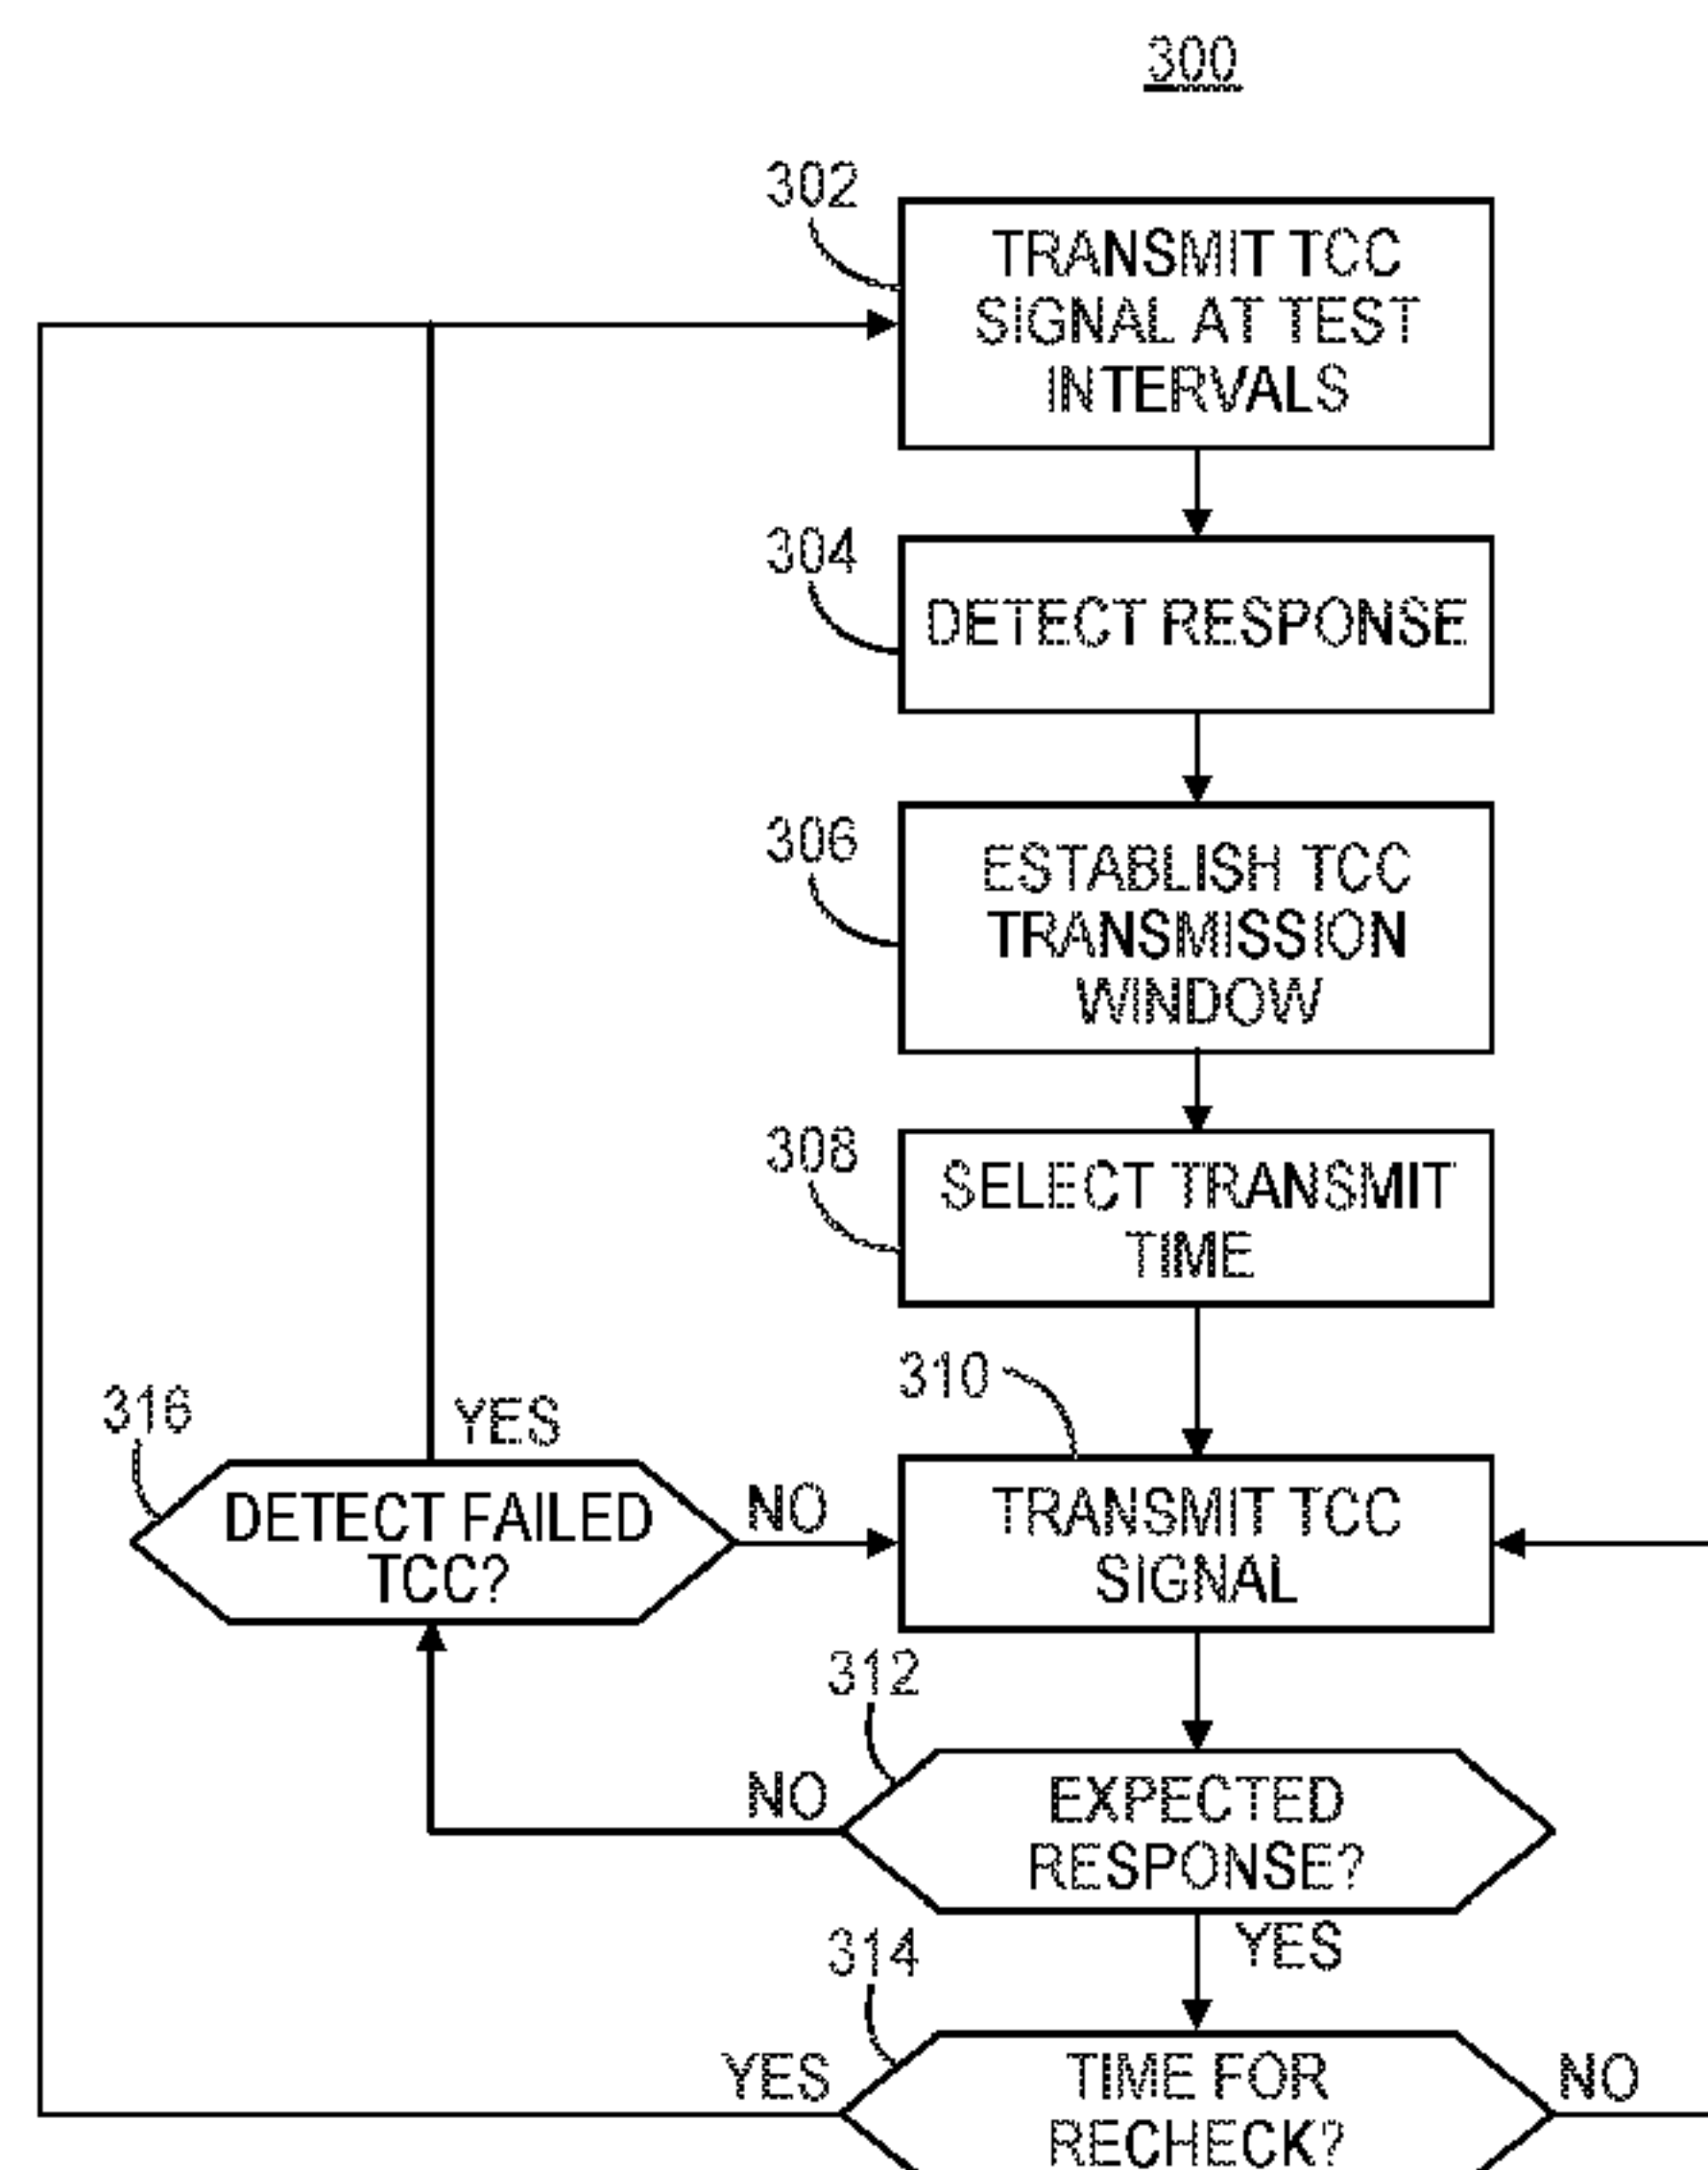 300
302
TRANSMIT TCC
SIGNAL AT TEST
INTERVALS
304
DETECT RESPONSE
306
ESTABLISH TCC
TRANSMISSION
WINDOW
308
SELECT TRANSMIT
TIME
310
316
YES
DETECT FAILED
TCC?
NO
TRANSMIT TCC
SIGNAL
312
NO
EXPECTED
RESPONSE?
YES
314
YES
TIME FOR
RECHECK?
NO